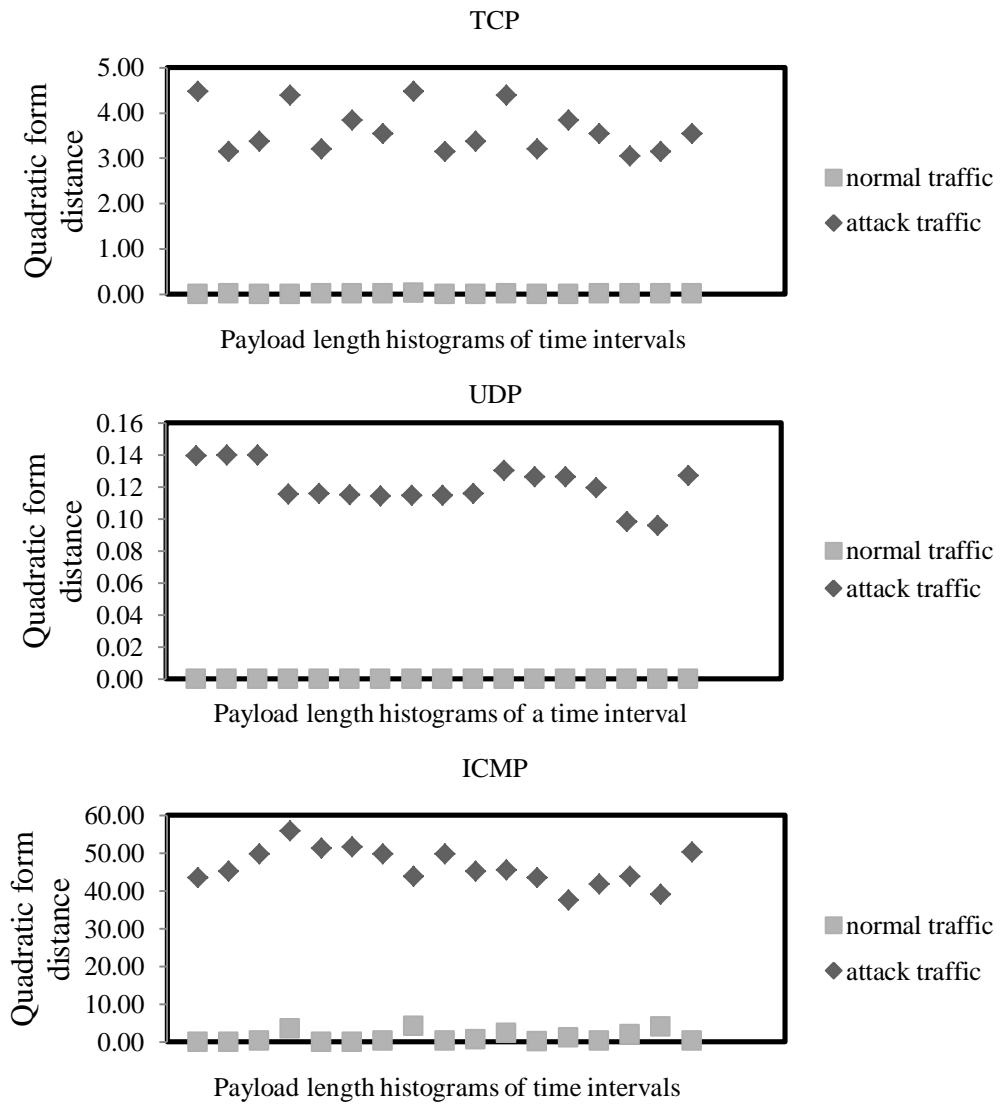 TCP
Quadratic form
distance
5.00
4.00
3.00
2.00
1.00
0.00
normal traffic
attack traffic
Payload length histograms of time intervals
UDP
Quadratic form
distance
0.16
0.14
0.12
0.10
0.08
0.06
0.04
0.02
0.00
normal traffic
attack traffic
Payload length histograms of a time interval
ICMP
Quadratic form
distance
60.00
50.00
40.00
30.00
20.00
10.00
0.00
normal traffic
attack traffic
Payload length histograms of time intervals